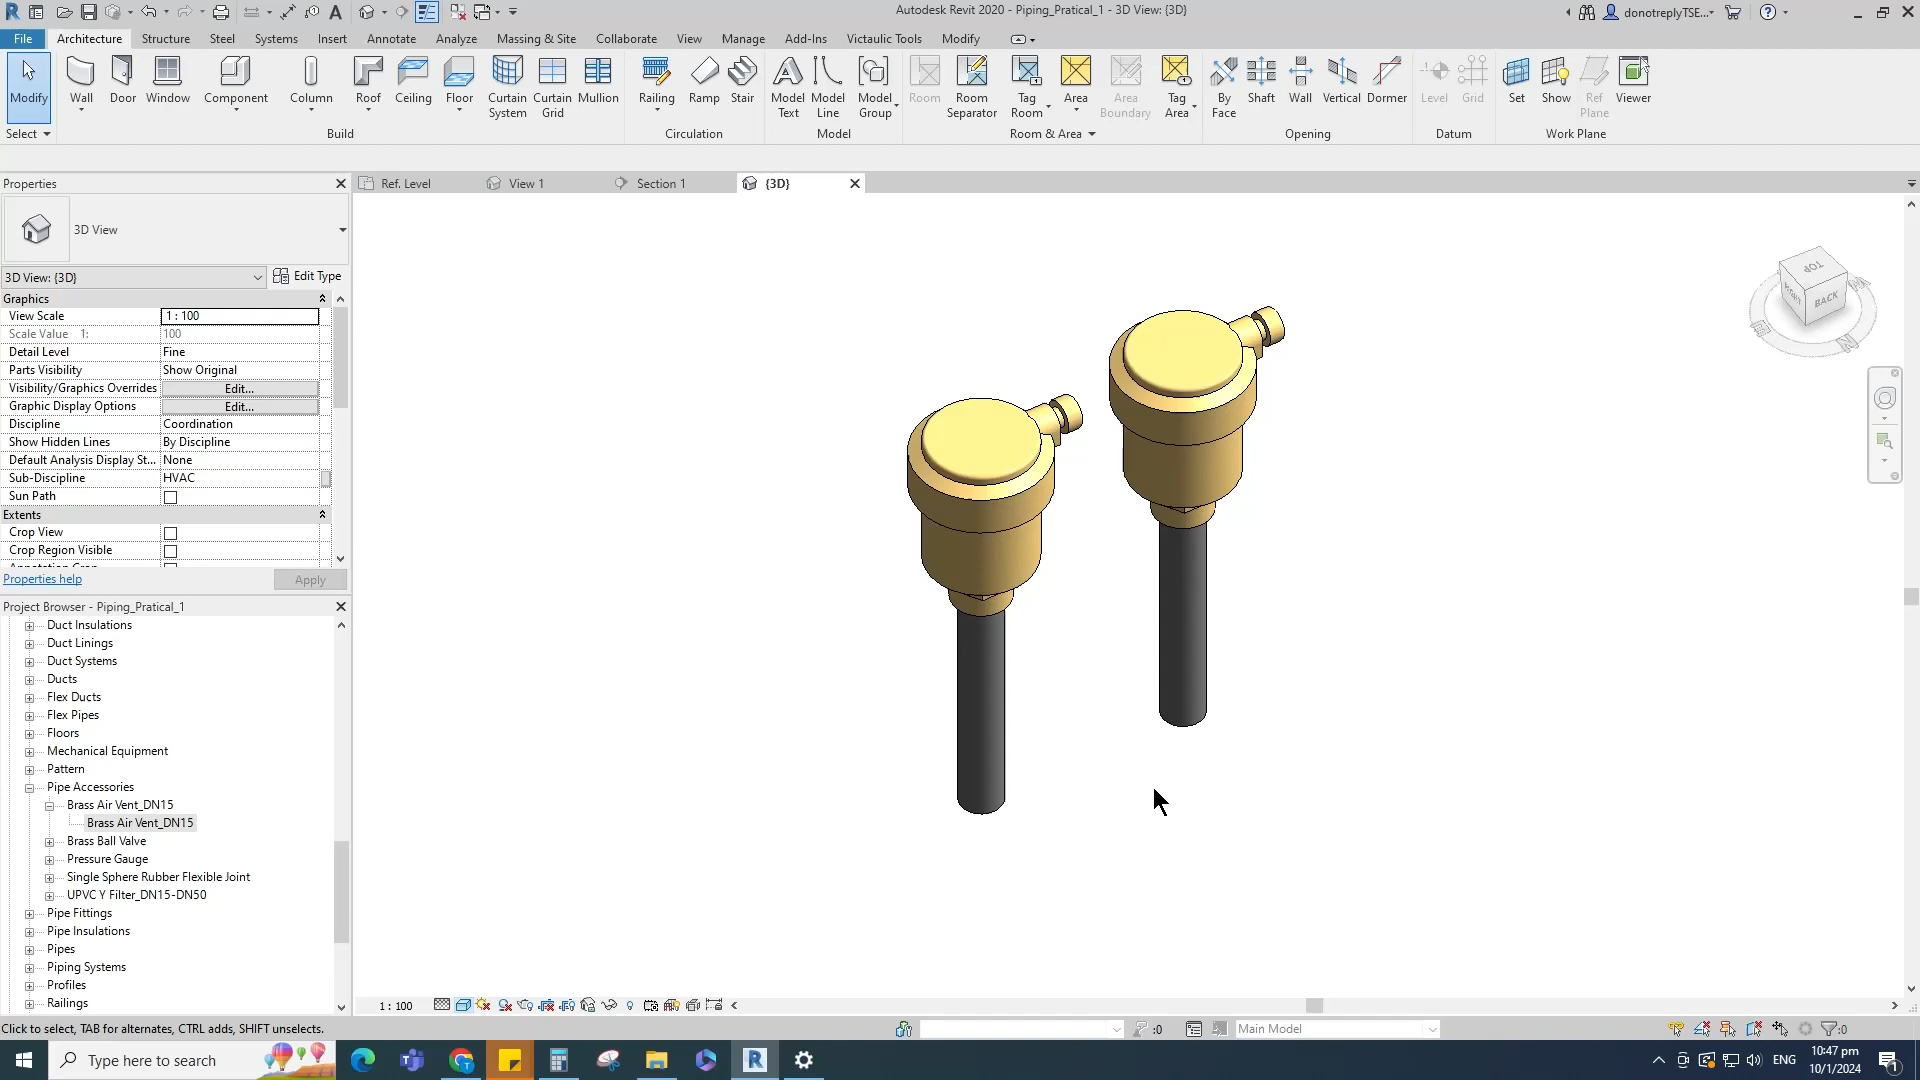 Autodesk Revit 2020 - Piping_Pratical_1 - 3D View: {3D}
donotreplyTSE...
File Architecture Structure Steel Systems Insert Annotate Analyze Massing & Site Collaborate View Manage Add-Ins Victaulic Tools Modify
Modify Wall Door Window Component Column Roof Ceiling Floor Curtain System Curtain Grid Mullion Railing Ramp Stair Model Text Model Line Model Group Room Room Separator Tag Room Area Area Boundary Tag Area By Face Shaft Wall Vertical Dormer Level Grid Set Show Ref Plane Viewer
Select Build Circulation Model Room & Area Opening Datum Work Plane
Properties
Ref. Level View 1 Section 1 {3D}
3D View
3D View: {3D} Edit Type
Graphics
View Scale 1 : 100
Scale Value 1: 100
Detail Level Fine
Parts Visibility Show Original
Visibility/Graphics Overrides Edit...
Graphic Display Options Edit...
Discipline Coordination
Show Hidden Lines By Discipline
Default Analysis Display St... None
Sub-Discipline HVAC
Sun Path
Extents
Crop View
Crop Region Visible
Properties help Apply
TOP
RIGHT BACK
E N
Project Browser - Piping_Pratical_1
Duct Insulations
Duct Linings
Duct Systems
Ducts
Flex Ducts
Flex Pipes
Floors
Mechanical Equipment
Pattern
Pipe Accessories
Brass Air Vent_DN15
Brass Air Vent_DN15
Brass Ball Valve
Pressure Gauge
Single Sphere Rubber Flexible Joint
UPVC Y Filter_DN15-DN50
Pipe Fittings
Pipe Insulations
Pipes
Piping Systems
Profiles
Railings
1 : 100
Click to select, TAB for alternates, CTRL adds, SHIFT unselects.
:0
Main Model
:0
Type here to search
ENG
10:47 pm
10/1/2024
1